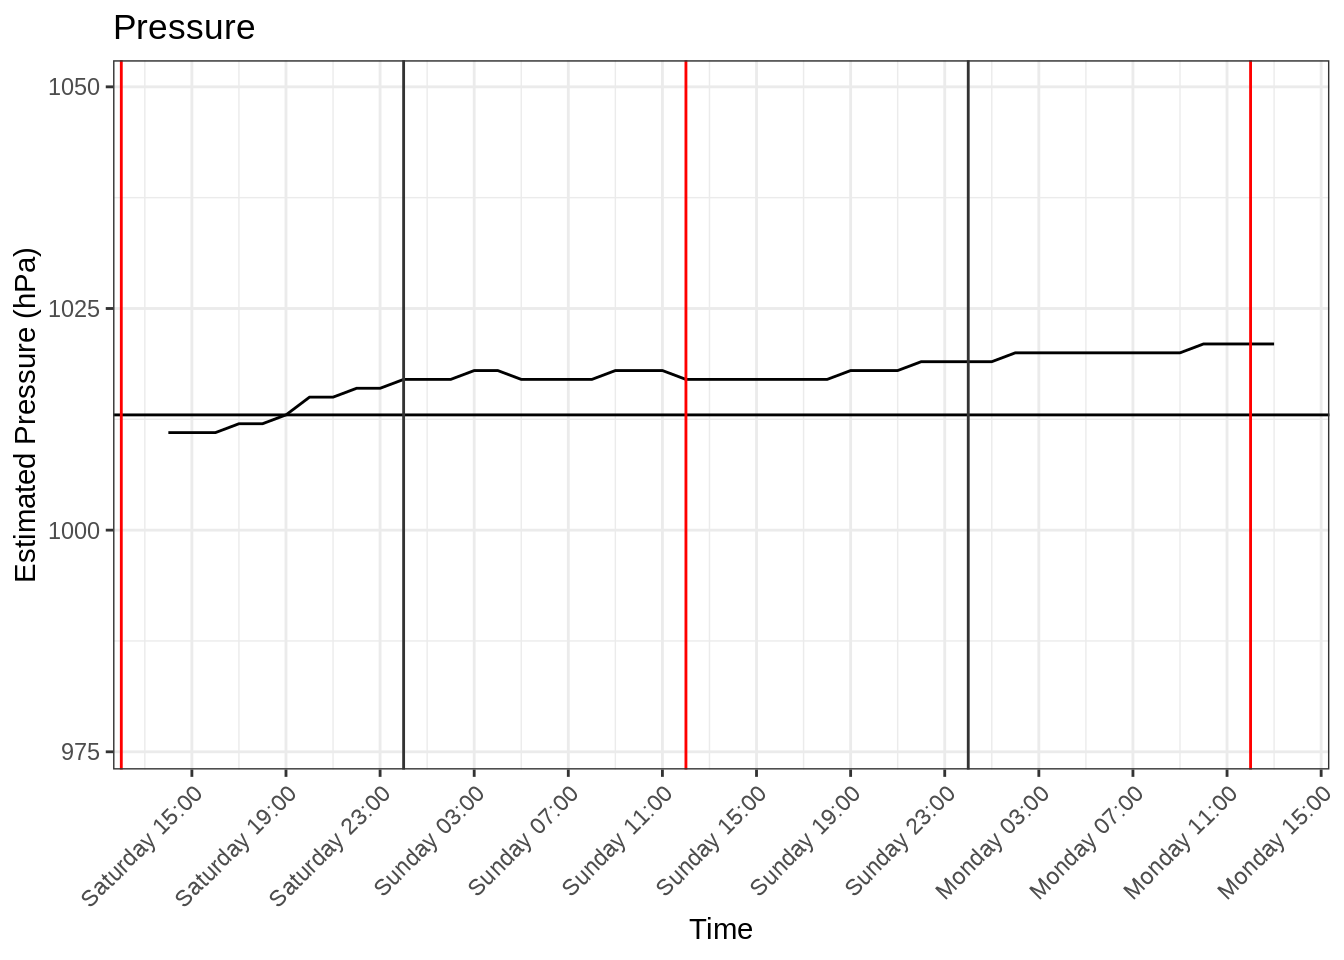 Pressure
1050
1025
1000
975
Estimated Pressure (hPa)
Saturday 15:00
Saturday 19:00
Saturday 23:00
Sunday 03:00
Sunday 07:00
Sunday 11:00
Sunday 15:00
Sunday 19:00
Sunday 23:00
Monday 03:00
Monday 07:00
Monday 11:00
Monday 15:00
Time